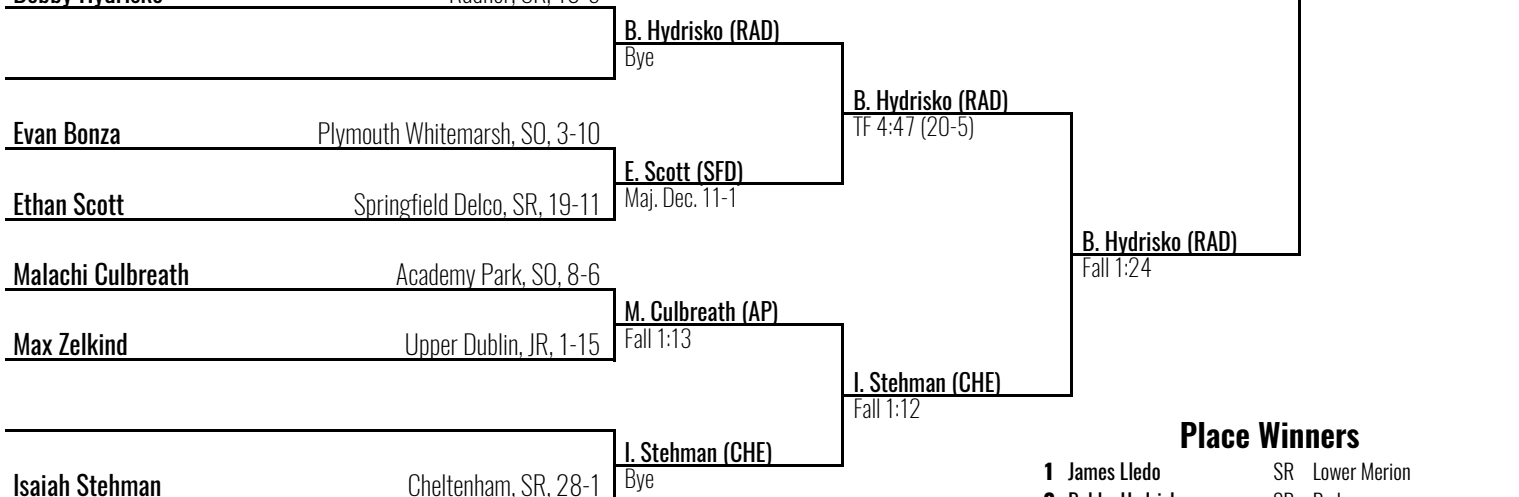 Bobby Hydrisko
B. Hydrisko (RAD)
Bye
B. Hydrisko (RAD)
TF 4:47 (20-5)
Evan Bonza Plymouth Whitemarsh, SO, 3-10
E. Scott (SFD)
Maj. Dec. 11-1
Ethan Scott Springfield Delco, SR, 19-11
B. Hydrisko (RAD)
Fall 1:24
Malachi Culbreath Academy Park, SO, 8-6
M. Culbreath (AP)
Fall 1:13
Max Zelkind Upper Dublin, JR, 1-15
I. Stehman (CHE)
Fall 1:12
I. Stehman (CHE)
Bye
Isaiah Stehman Cheltenham, SR, 28-1
Place Winners
1 James Lledo SR Lower Merion